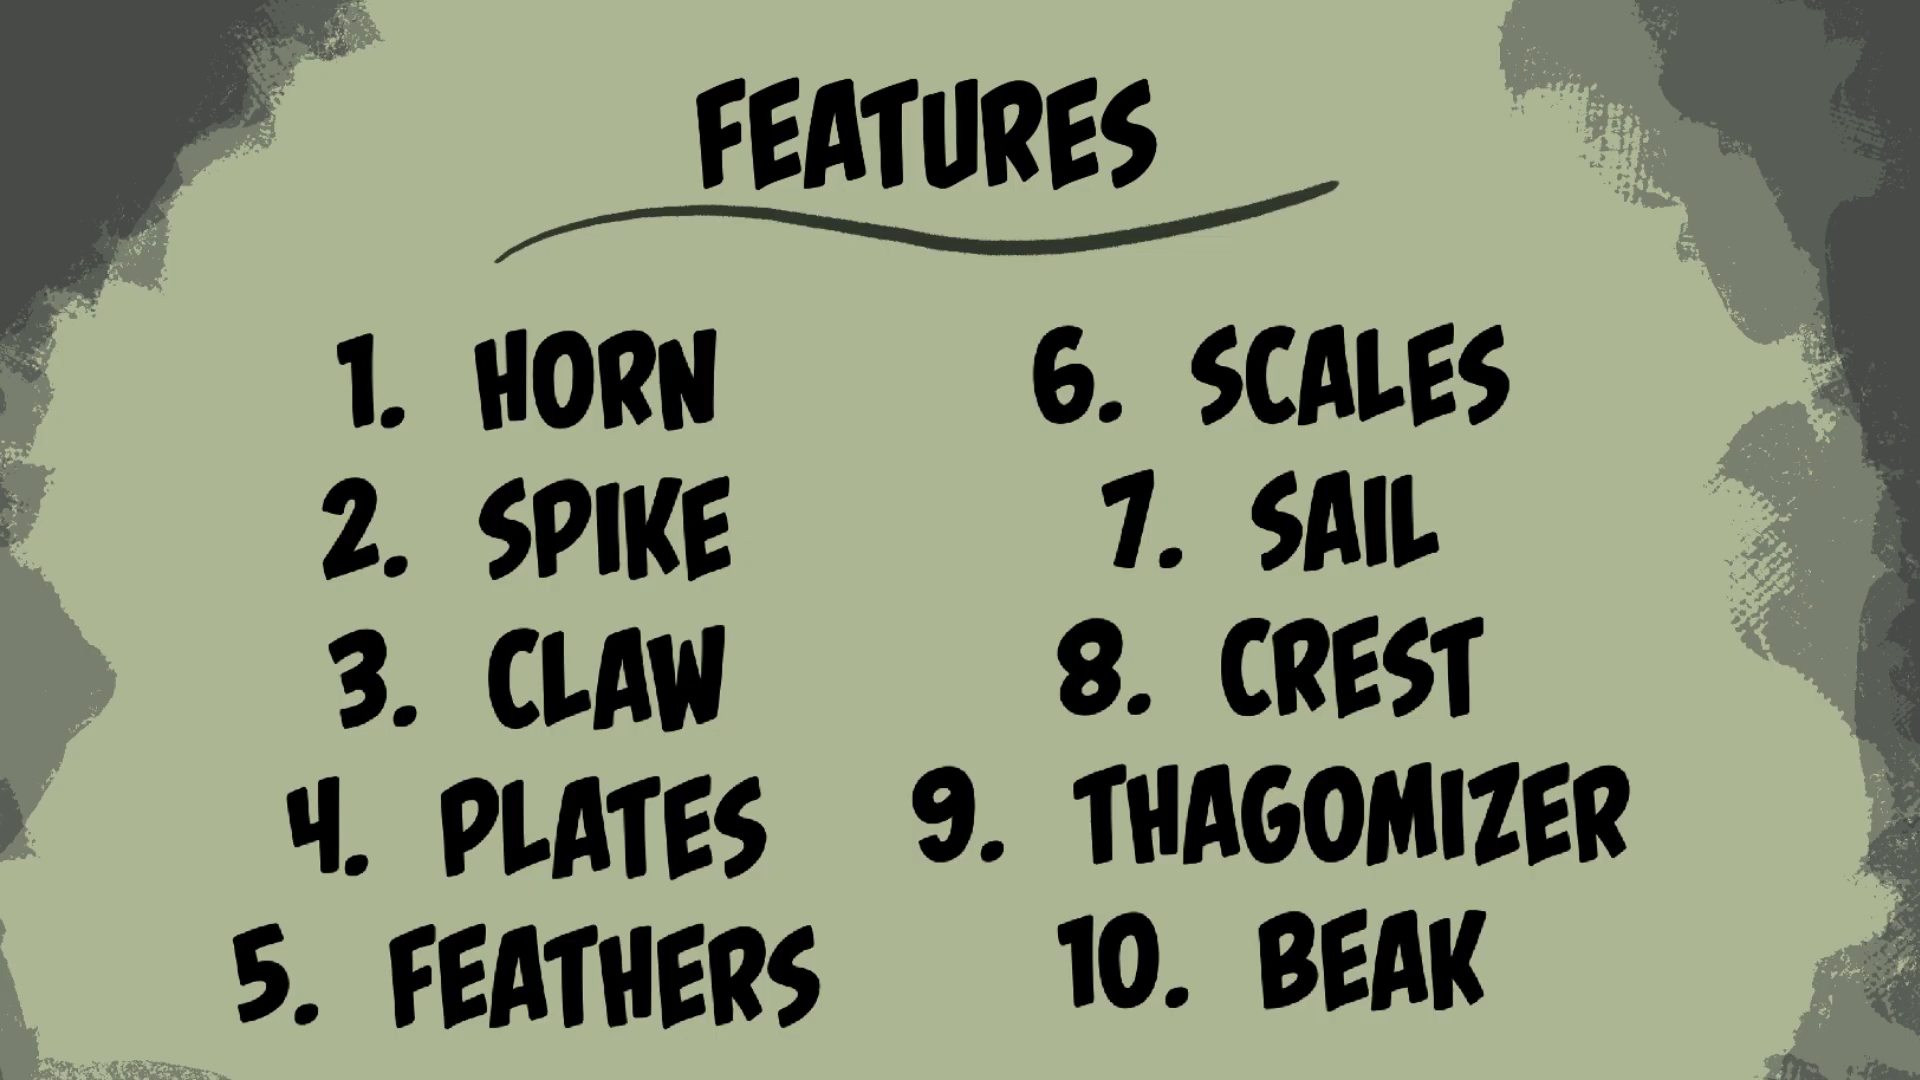 FEATURES
1. HORN
2. SPIKE
3. CLAW
4. PLATES
5. FEATHERS
6. SCALES
7. SAIL
8. CREST
9. THAGOMIZER
10. BEAK